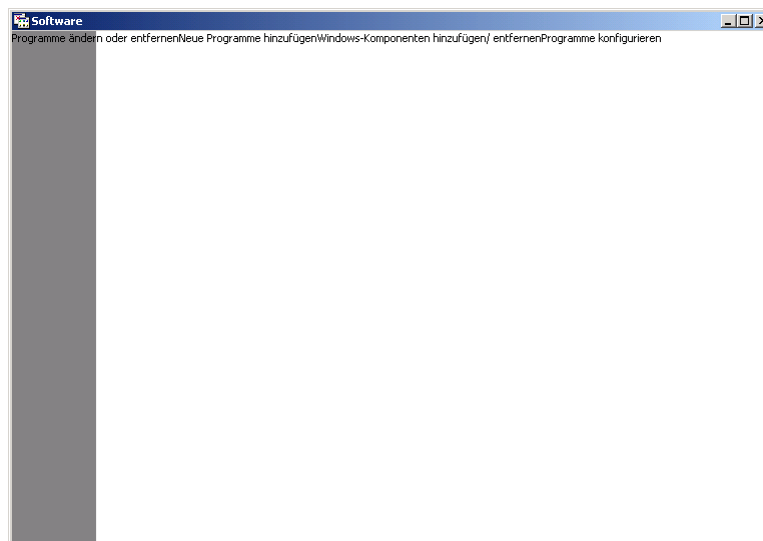 Software
Programme ändern oder entfernenNeue Programme hinzufügenWindows-Komponenten hinzufügen/ entfernenProgramme konfigurieren